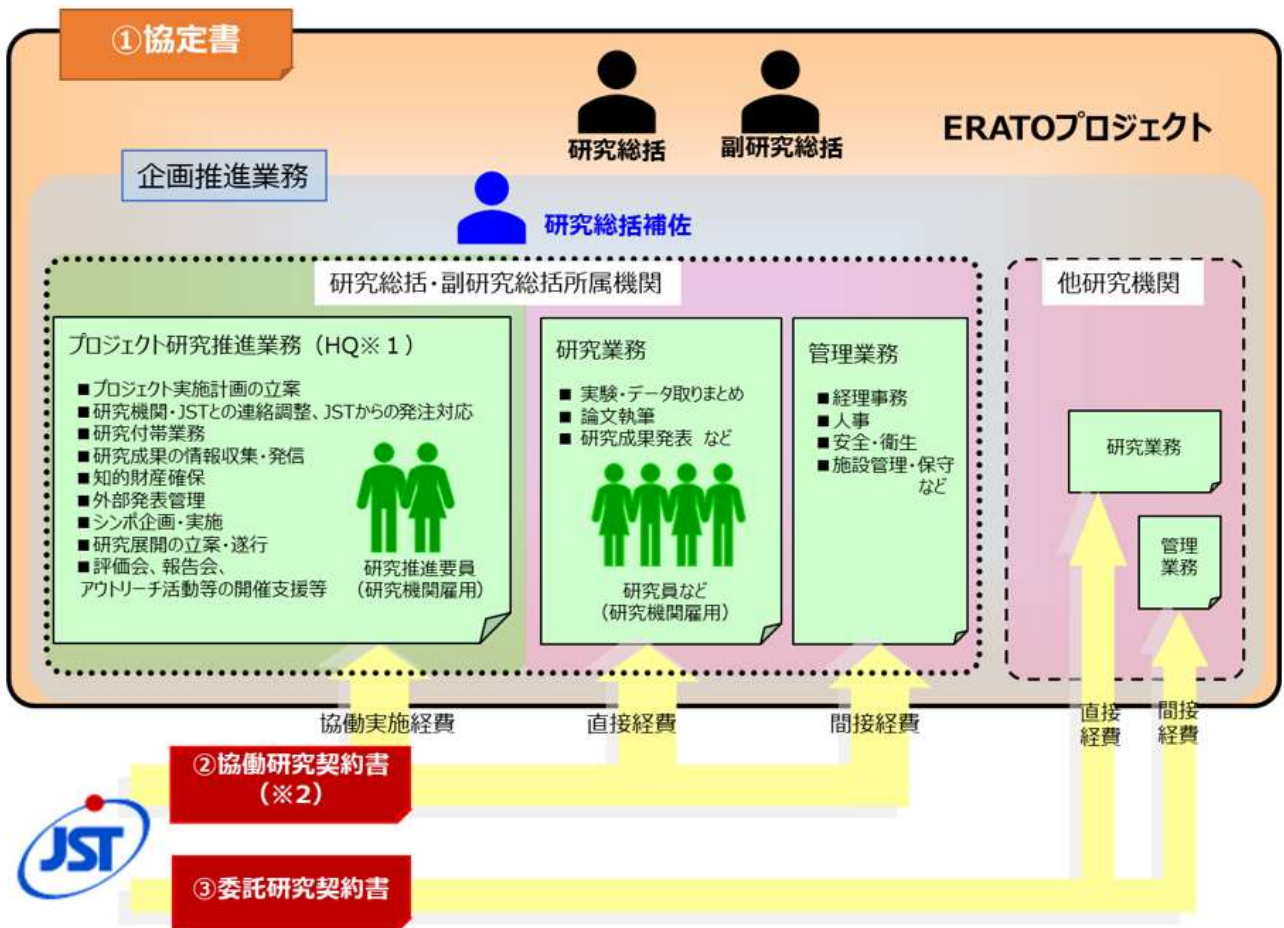 ①協定書
研究総括
副研究総括
ERATOプロジェクト
企画推進業務
研究総括補佐
研究総括・副研究総括所属機関
他研究機関
プロジェクト研究推進業務（HQ※１）
■プロジェクト実施計画の立案
■研究機関・JSTとの連絡調整、JSTからの発注対応
■研究付帯業務
■研究成果の情報収集・発信
■知的財産確保
■外部発表管理
■シンポ企画・実施
■研究展開の立案・遂行
■評価会、報告会、
アウトリーチ活動等の開催支援等
研究推進要員
（研究機関雇用）
研究業務
■ 実験・データ取りまとめ
■ 論文執筆
■ 研究成果発表 など
研究員など
（研究機関雇用）
管理業務
■経理事務
■人事
■安全・衛生
■施設管理・保守
など
研究業務
管理
業務
協働実施経費
直接経費
間接経費
直接
経費
間接
経費
②協働研究契約書
（※2）
JST
③委託研究契約書